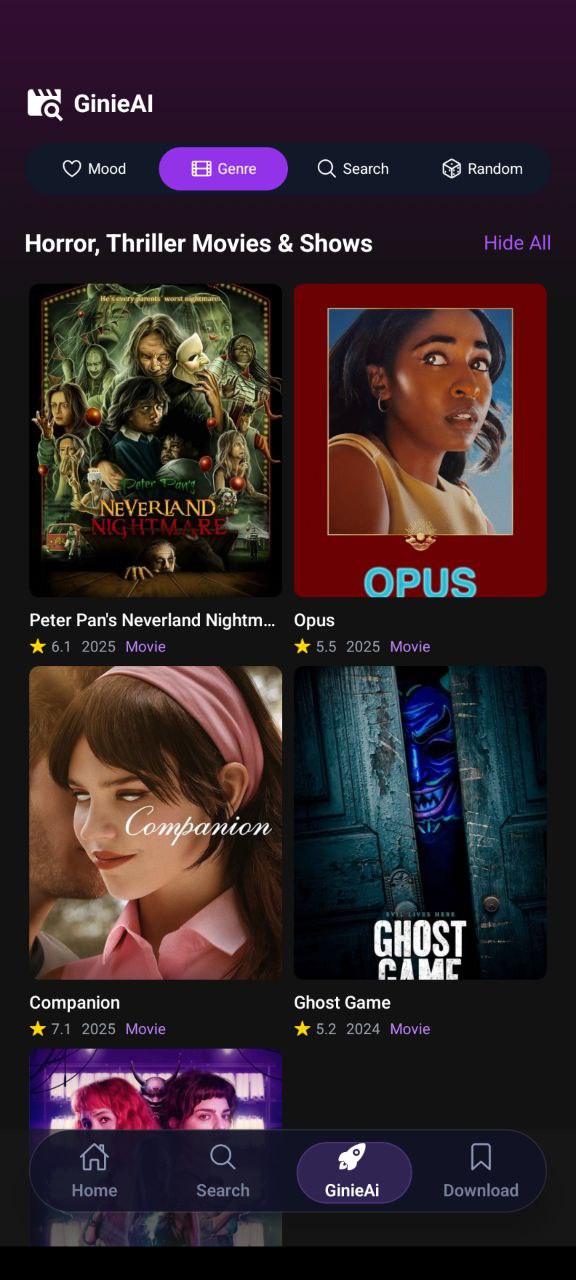 GinieAI
Mood
Genre
Search
Random
Horror, Thriller Movies & Shows
Hide All
He's every parents' worst nightmare.
Peter Pan's
NEVERLAND
NIGHTMARE
OPUS
Peter Pan's Neverland Nightm...
Opus
6.1 2025 Movie
5.5 2025 Movie
Companion
EVIL LIVES HERE
GHOST
GAME
Companion
Ghost Game
7.1 2025 Movie
5.2 2024 Movie
Home
Search
GinieAi
Download